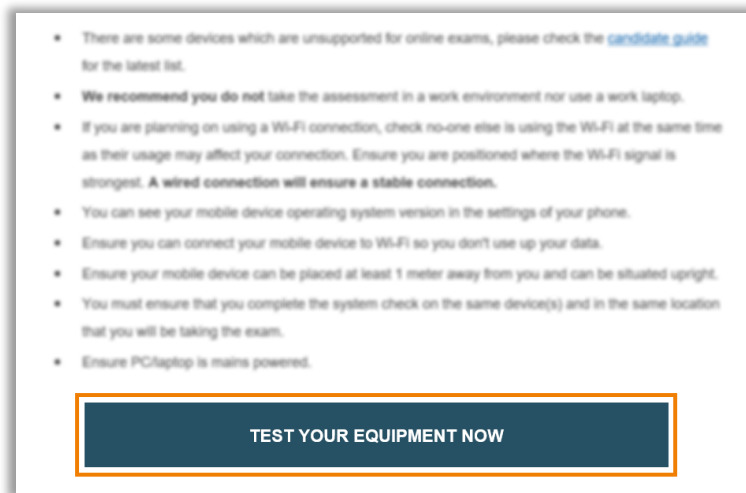 There are some devices which are unsupported for online exams, please check the candidate guide
for the latest list.
We recommend you do not take the assessment in a work environment nor use a work laptop.
If you are planning on using a Wi-Fi connection, check no-one else is using the Wi-Fi at the same time
as their usage may affect your connection. Ensure you are positioned where the Wi-Fi signal is
strongest. A wired connection will ensure a stable connection.
You can see your mobile device operating system version in the settings of your phone.
Ensure you can connect your mobile device to Wi-Fi so you don't use up your data.
Ensure your mobile device can be placed at least 1 meter away from you and can be situated upright.
You must ensure that you complete the system check on the same device(s) and in the same location
that you will be taking the exam.
Ensure PC/laptop is mains powered.
TEST YOUR EQUIPMENT NOW